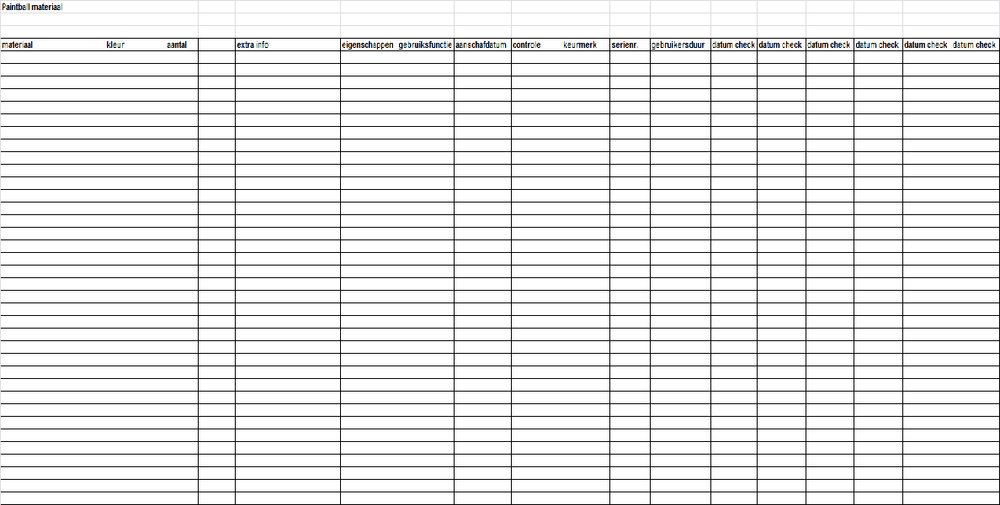 Paintball materiaal
materiaal kleur aantal extra info eigenschappen gebruiksfunctie aanschafdatum controle keurmerk serienr. gebruikersduur datum check datum check datum check datum check datum check datum check